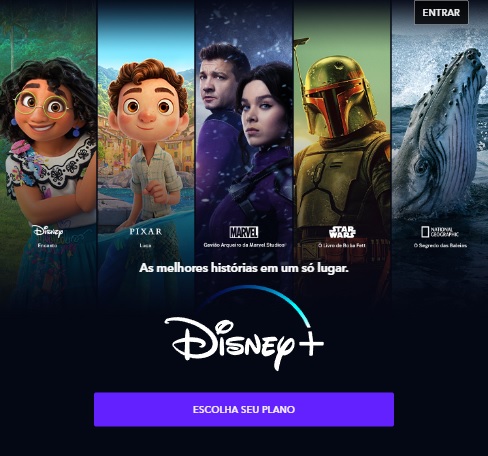 ENTRAR
Disney
Encanto
PIXAR
Luca
MARVEL
Gavião Arqueiro da Marvel Studios
STAR WARS
O Livro de Boba Fett
NATIONAL GEOGRAPHIC
O Segredo das Baleias
As melhores histórias em um só lugar.
Disney+
ESCOLHA SEU PLANO